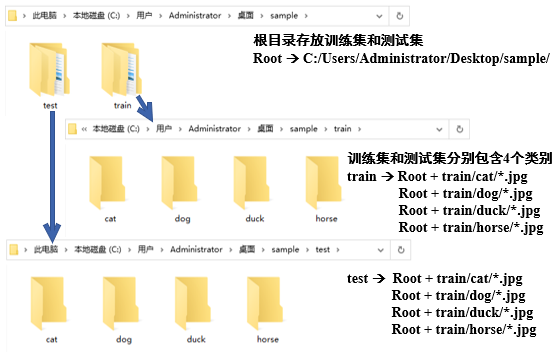 此电脑 > 本地磁盘 (C:) > 用户 > Administrator > 桌面 > sample >
根目录存放训练集和测试集
Root → C:/Users/Administrator/Desktop/sample/
test train
« 本地磁盘 (C:) > 用户 > Administrator > 桌面 > sample > train >
训练集和测试集分别包含4个类别
train → Root + train/cat/*.jpg
Root + train/dog/*.jpg
Root + train/duck/*.jpg
Root + train/horse/*.jpg
cat dog duck horse
此电脑 > 本地磁盘 (C:) > 用户 > Administrator > 桌面 > sample > test >
test → Root + train/cat/*.jpg
Root + train/dog/*.jpg
Root + train/duck/*.jpg
Root + train/horse/*.jpg
cat dog duck horse